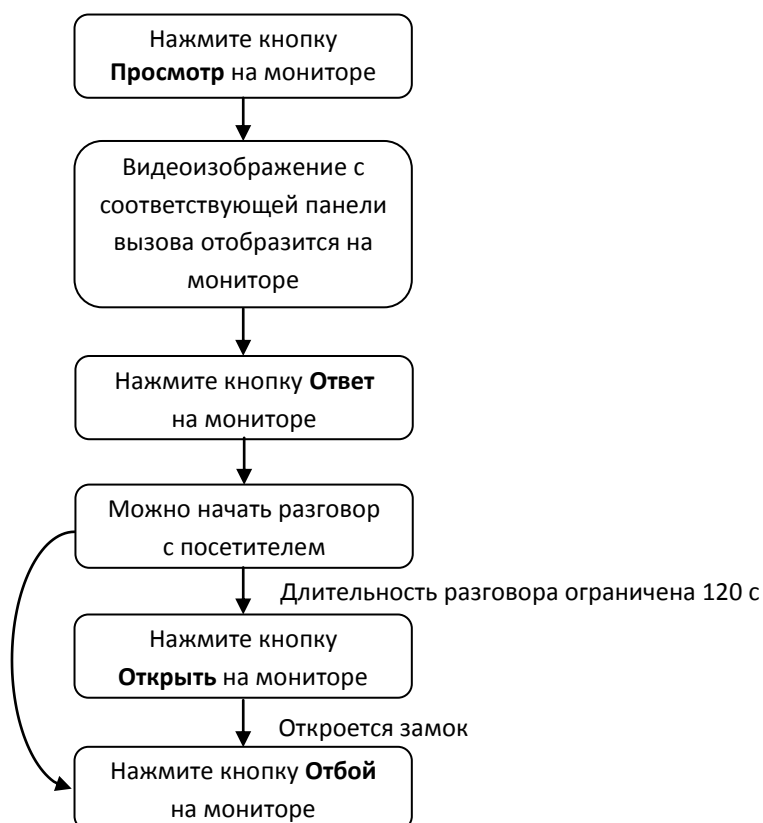 Нажмите кнопку
Просмотр на мониторе
Видеоизображение с
соответствующей панели
вызова отобразится на
мониторе
Нажмите кнопку Ответ
на мониторе
Можно начать разговор
с посетителем
Длительность разговора ограничена 120 с
Нажмите кнопку
Открыть на мониторе
Откроется замок
Нажмите кнопку Отбой
на мониторе